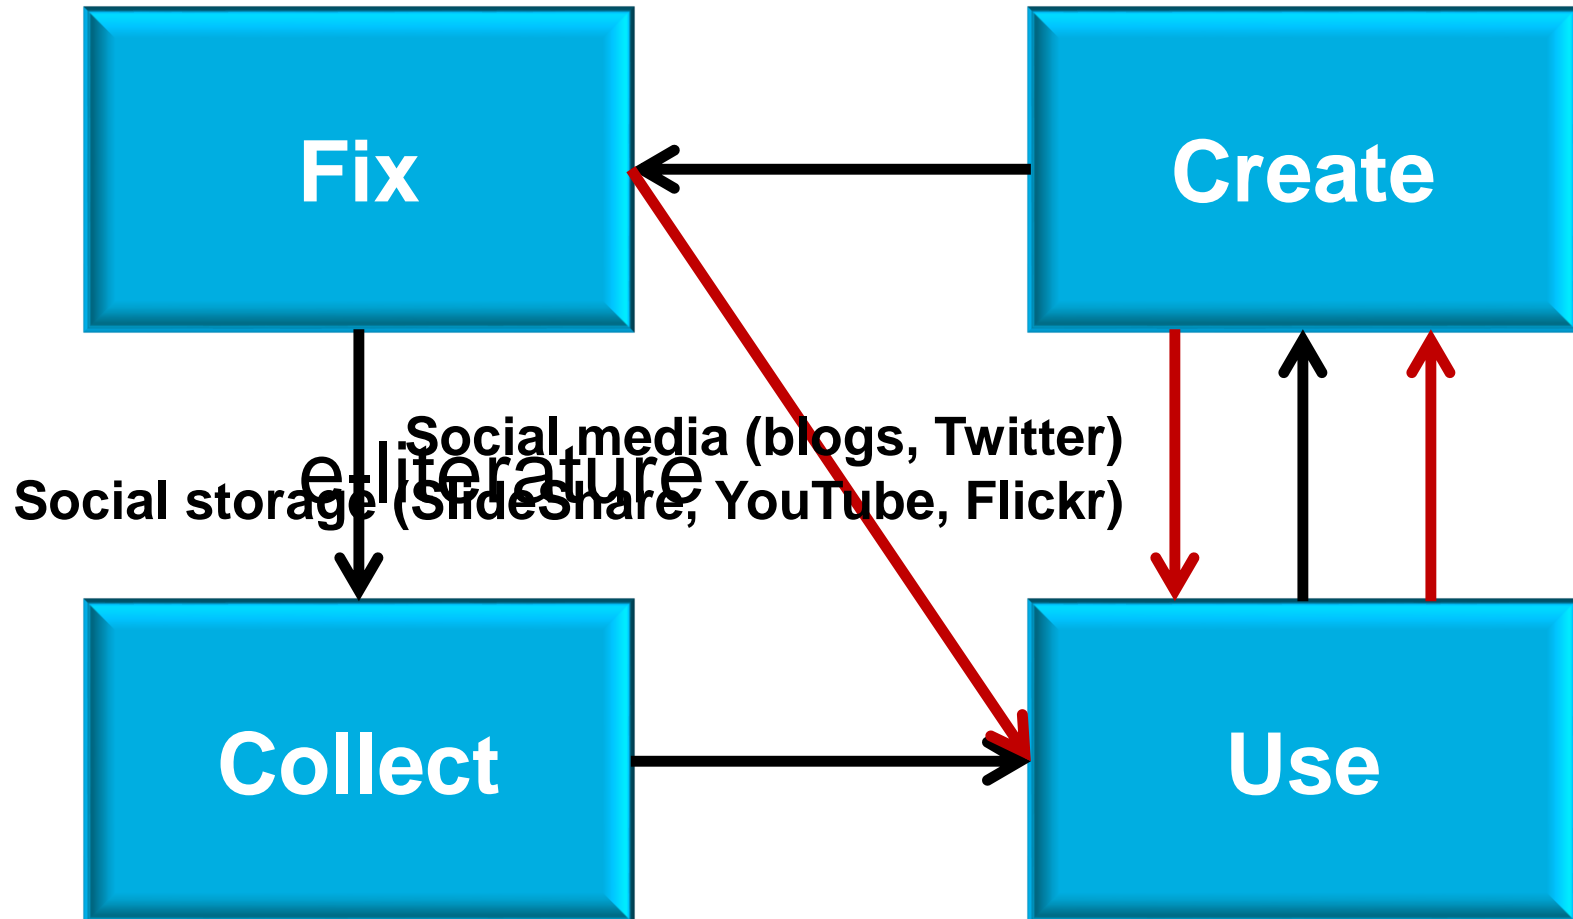 Fix
Create
Social media (blogs, Twitter)
e-literature
Social storage (SlideShare, YouTube, Flickr)
Collect
Use